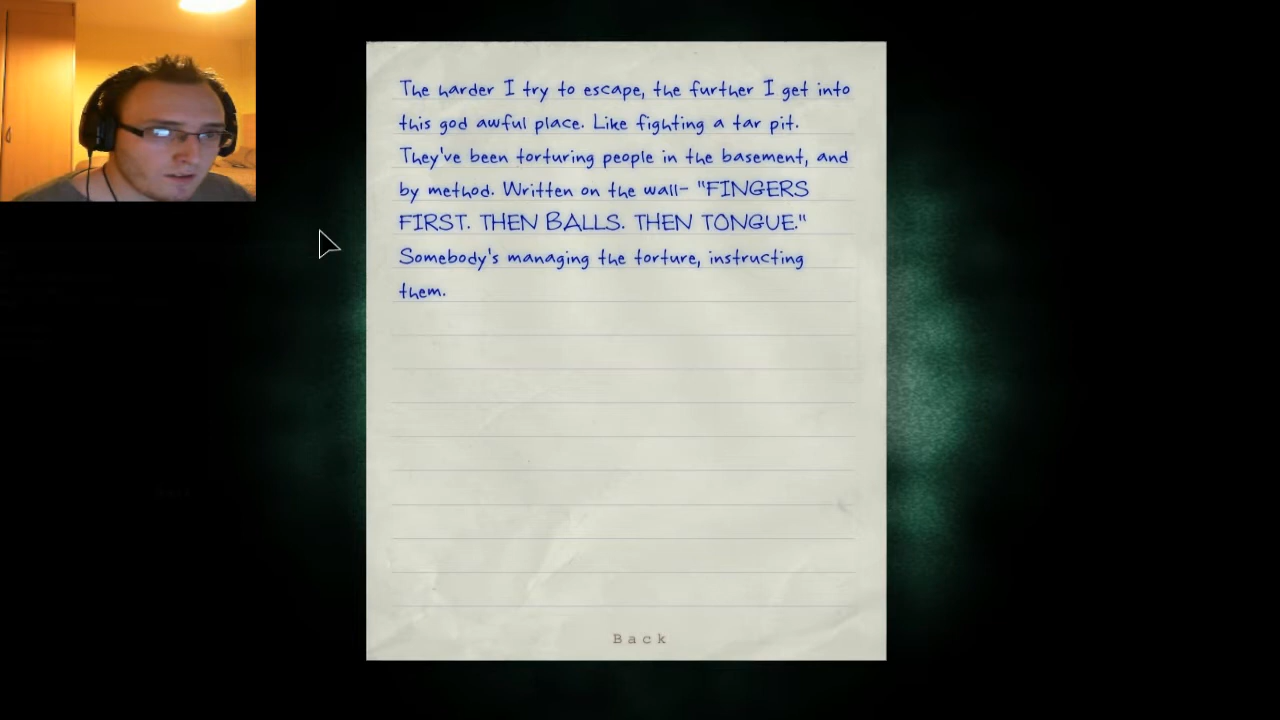 The harder I try to escape, the further I get into
this god awful place. Like fighting a tar pit.
They've been torturing people in the basement, and
by method. Written on the wall- "FINGERS
FIRST. THEN BALLS. THEN TONGUE."
Somebody's managing the torture, instructing
them.
Back